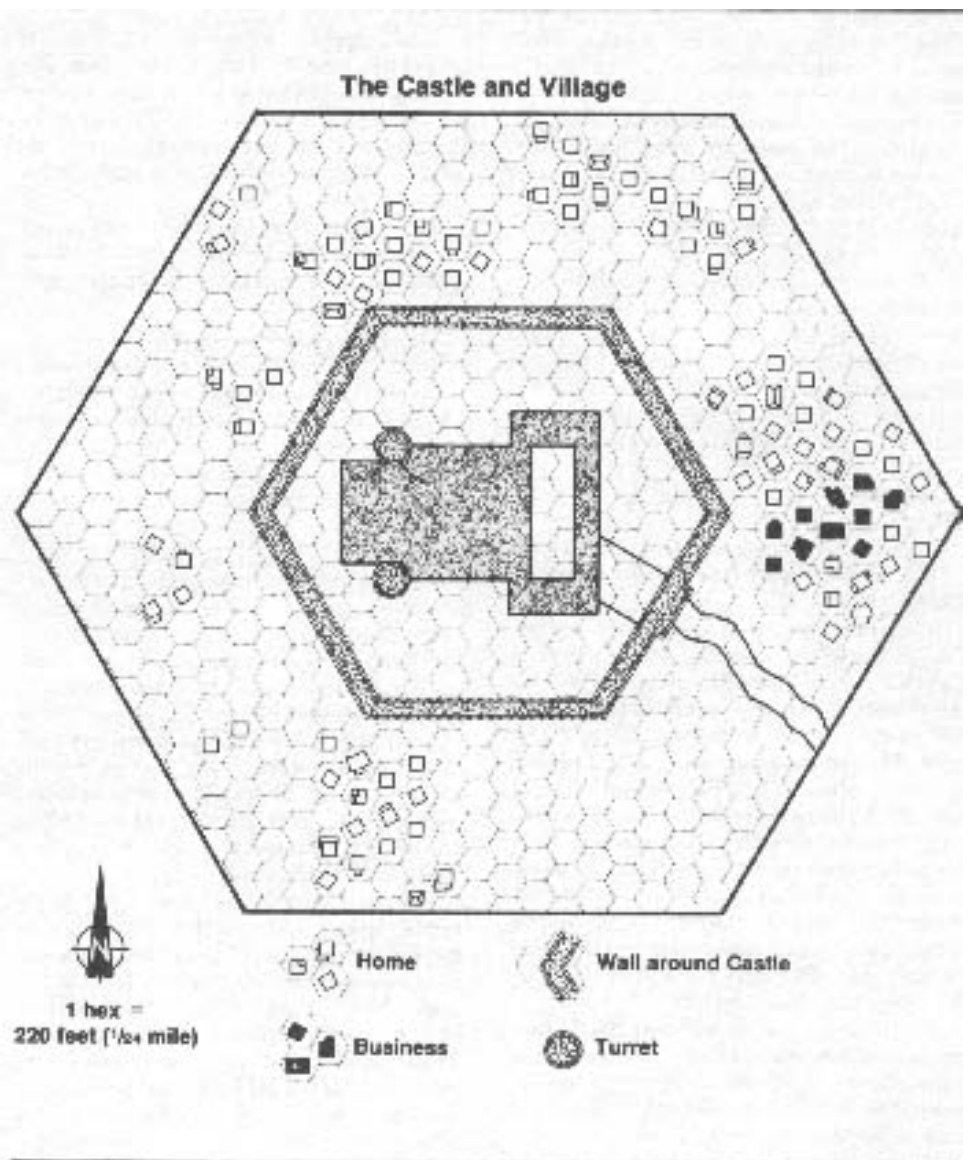 The Castle and Village
N
1 hex =
220 feet (1/24 mile)
Home
Business
Wall around Castle
Turret